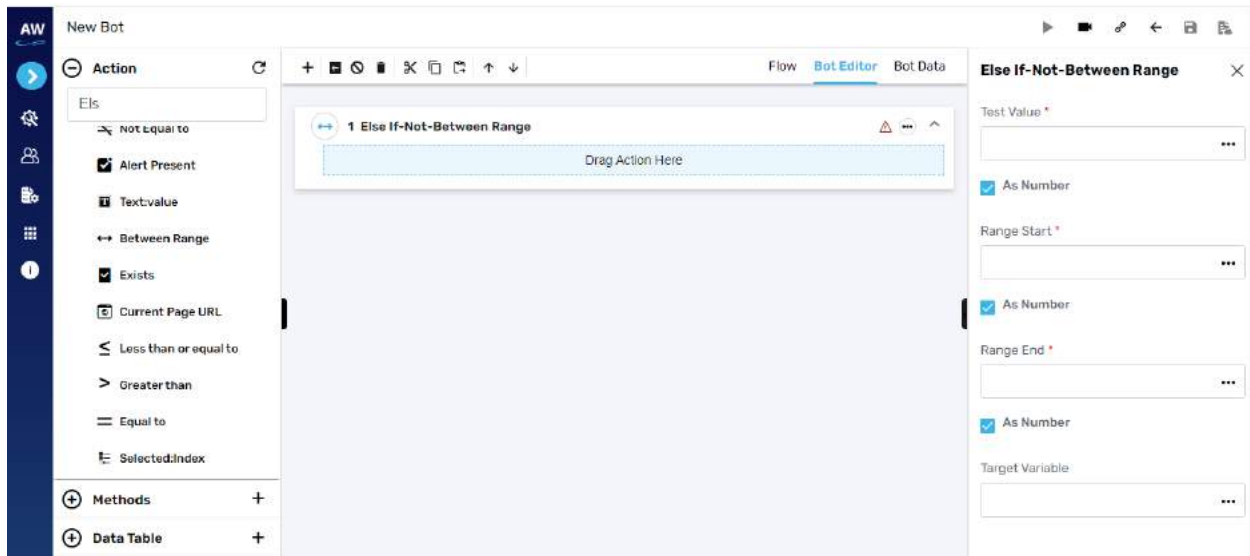 AW
New Bot
Action
Els
Not Equal to
Alert Present
Text:value
Between Range
Exists
Current Page URL
Less than or equal to
Greater than
Equal to
Selected:Index
Methods
Data Table
Flow Bot Editor Bot Data
1 Else If-Not-Between Range
Drag Action Here
Else If-Not-Between Range
Test Value *
As Number
Range Start *
As Number
Range End *
As Number
Target Variable